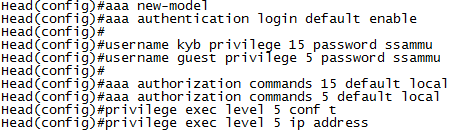 Head(config)#aaa new-model
Head(config)#aaa authentication login default enable
Head(config)#
Head(config)#username kyb privilege 15 password ssammu
Head(config)#username guest privilege 5 password ssammu
Head(config)#
Head(config)#aaa authorization commands 15 default local
Head(config)#aaa authorization commands 5 default local
Head(config)#privilege exec level 5 conf t
Head(config)#privilege exec level 5 ip address